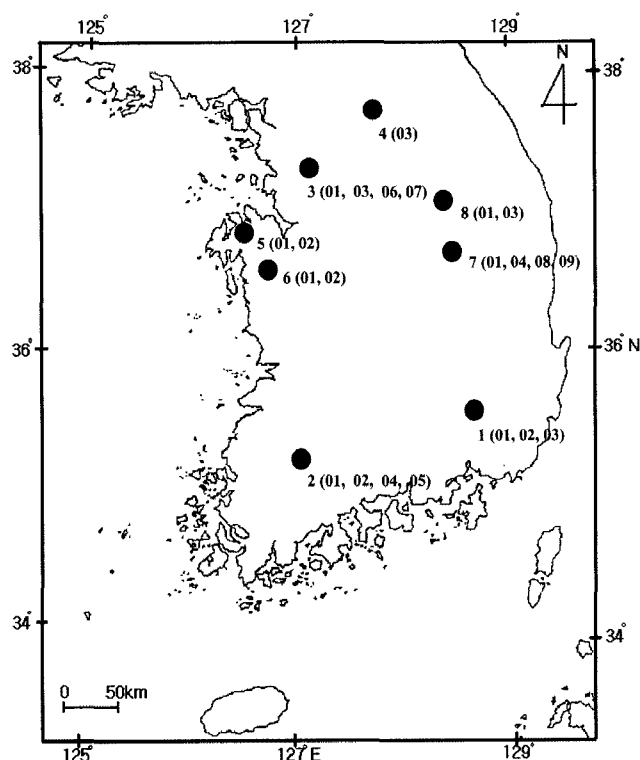 125° 127° 129°
N
38° 38°
4 (03)
3 (01, 03, 06, 07)
8 (01, 03)
5 (01, 02)
7 (01, 04, 08, 09)
6 (01, 02)
36° 36° N
1 (01, 02, 03)
2 (01, 02, 04, 05)
34° 34°
0 50km
125° 127° E 129°